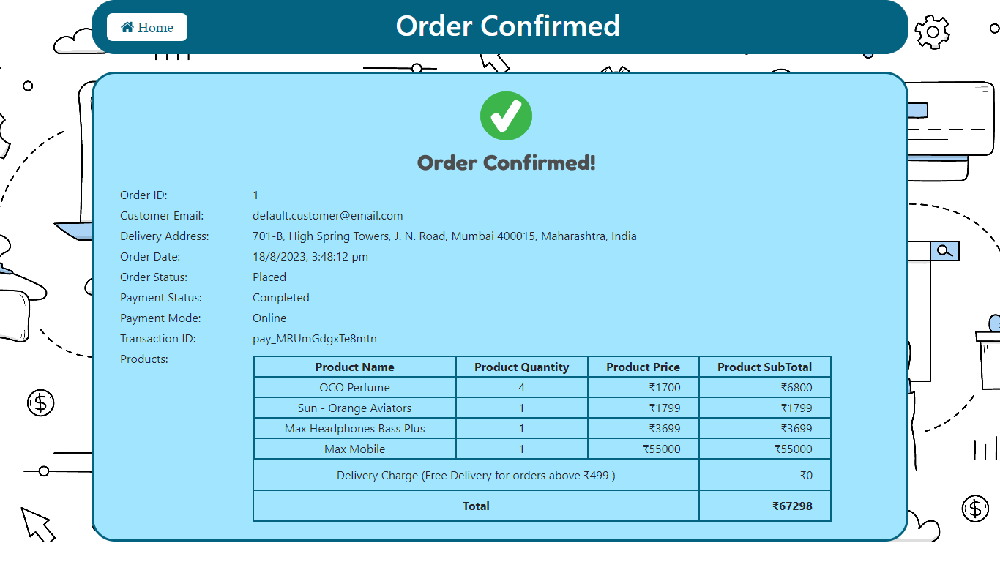 Home
Order Confirmed
Order Confirmed!
Order ID: 1
Customer Email: default.customer@email.com
Delivery Address: 701-B, High Spring Towers, J. N. Road, Mumbai 400015, Maharashtra, India
Order Date: 18/8/2023, 3:48:12 pm
Order Status: Placed
Payment Status: Completed
Payment Mode: Online
Transaction ID: pay_MRUmGdgxTe8mtn
Products:
Product Name Product Quantity Product Price Product SubTotal
OCO Perfume 4 ₹1700 ₹6800
Sun - Orange Aviators 1 ₹1799 ₹1799
Max Headphones Bass Plus 1 ₹3699 ₹3699
Max Mobile 1 ₹55000 ₹55000
Delivery Charge (Free Delivery for orders above ₹499 ) ₹0
Total ₹67298